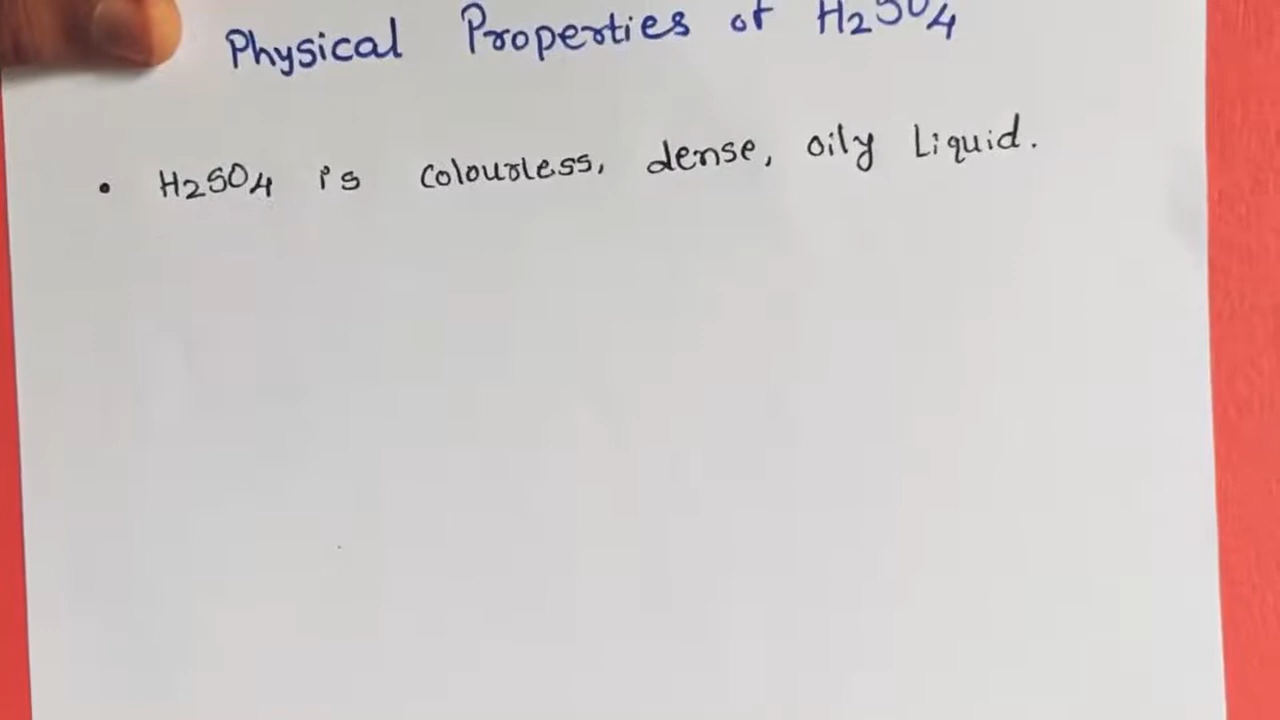 Physical Properties of H2SO4
• H2SO4 is colourless, dense, oily Liquid.